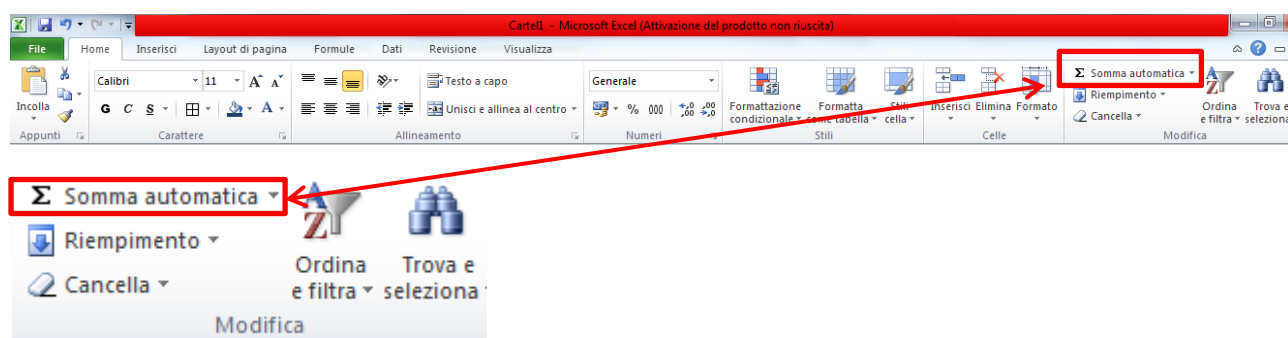 Cartel1 - Microsoft Excel (Attivazione del prodotto non riuscita)
File Home Inserisci Layout di pagina Formule Dati Revisione Visualizza
Calibri 11 A A Testo a capo Generale Σ Somma automatica
Riempimento
Incolla G C S A Unisci e allinea al centro % 000 ,00 ,00 Formattazione Formatta Stili Inserisci Elimina Formato Ordina Trova e
condizionale come tabella cella Cancella e filtra seleziona
Appunti Carattere Allineamento Numeri Stili Celle Modifica
Σ Somma automatica
Riempimento
Ordina Trova e
Cancella e filtra seleziona
Modifica